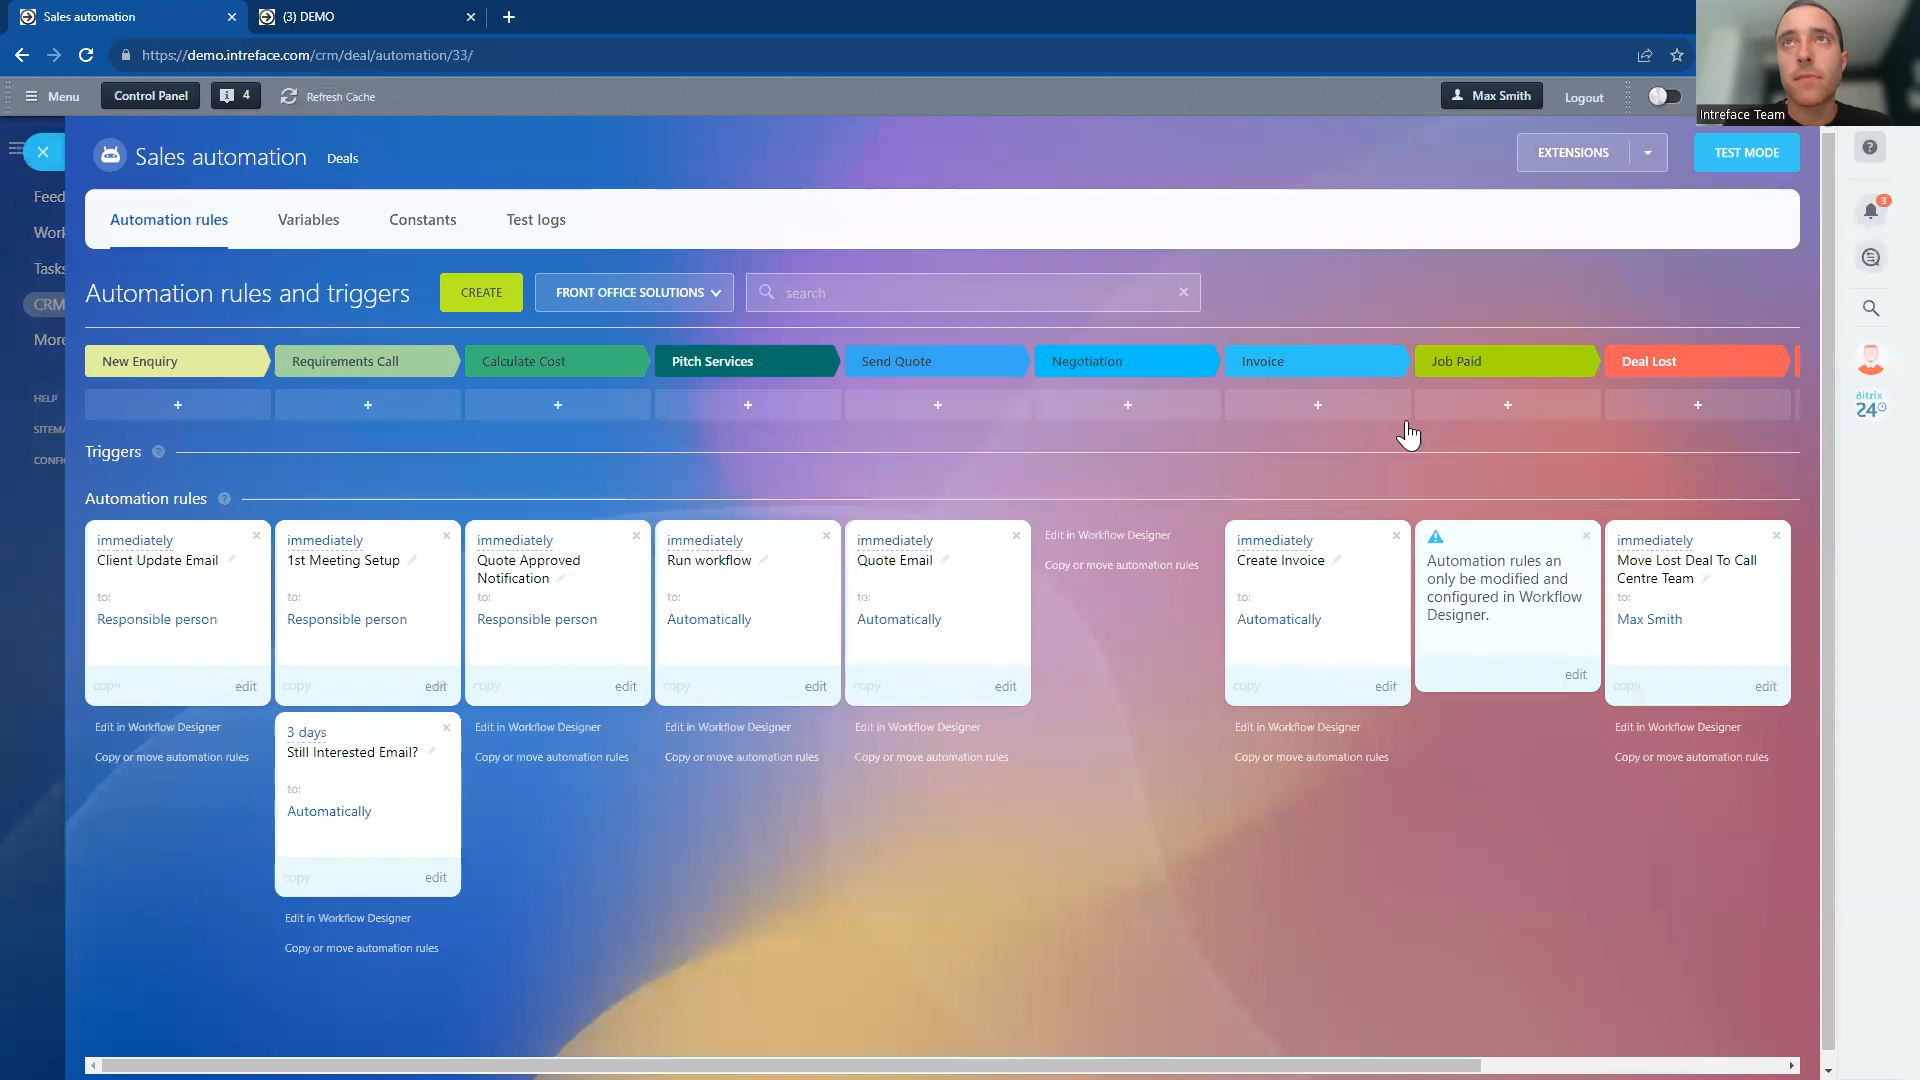 Sales automation
(3) DEMO
https://demo.intreface.com/crm/deal/automation/33/
Menu
Control Panel
4
Refresh Cache
Max Smith
Logout
Intreface Team
Sales automation
Deals
EXTENSIONS
TEST MODE
Feed
Work
Tasks
CRM
More
HELP
SITEMA
CONFI
3
Bitrix
24
Automation rules
Variables
Constants
Test logs
Automation rules and triggers
CREATE
FRONT OFFICE SOLUTIONS
search
New Enquiry
Requirements Call
Calculate Cost
Pitch Services
Send Quote
Negotiation
Invoice
Job Paid
Deal Lost
+
+
+
+
+
+
+
+
+
Triggers
Automation rules
immediately
Client Update Email
to:
Responsible person
copy
edit
Edit in Workflow Designer
Copy or move automation rules
immediately
1st Meeting Setup
to:
Responsible person
copy
edit
3 days
Still Interested Email?
to:
Automatically
copy
edit
Edit in Workflow Designer
Copy or move automation rules
immediately
Quote Approved
Notification
to:
Responsible person
copy
edit
Edit in Workflow Designer
Copy or move automation rules
immediately
Run workflow
to:
Automatically
copy
edit
Edit in Workflow Designer
Copy or move automation rules
immediately
Quote Email
to:
Automatically
copy
edit
Edit in Workflow Designer
Copy or move automation rules
Edit in Workflow Designer
Copy or move automation rules
immediately
Create Invoice
to:
Automatically
copy
edit
Edit in Workflow Designer
Copy or move automation rules
Automation rules an
only be modified and
configured in Workflow
Designer.
edit
immediately
Move Lost Deal To Call
Centre Team
to:
Max Smith
copy
edit
Edit in Workflow Designer
Copy or move automation rules